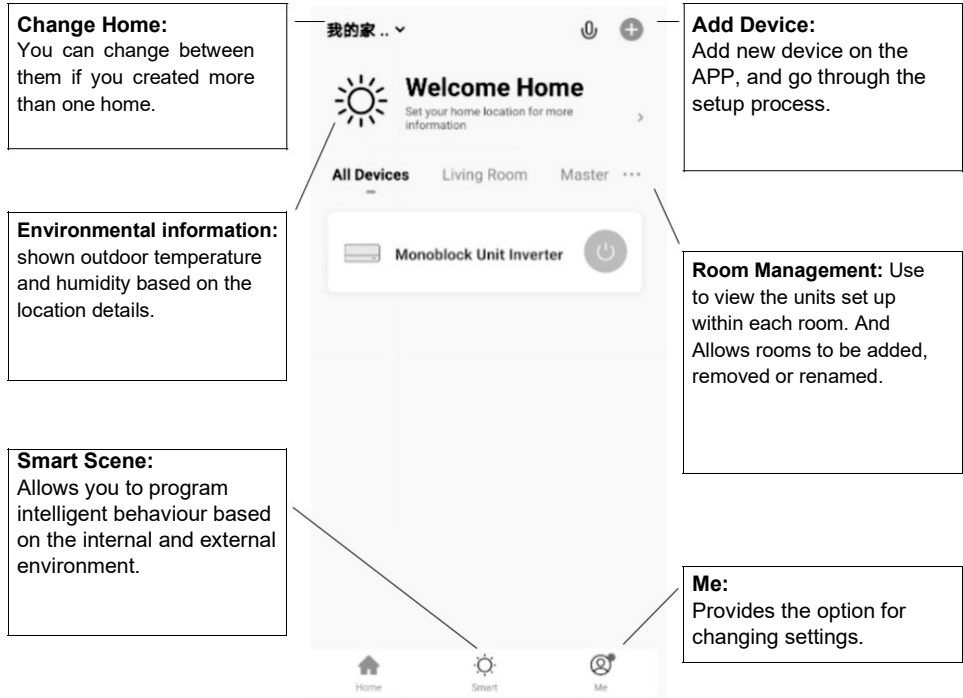 Change Home:
You can change between
them if you created more
than one home.
Environmental information:
shown outdoor temperature
and humidity based on the
location details.
Smart Scene:
Allows you to program
intelligent behaviour based
on the internal and external
environment.
我的家 ..
Welcome Home
Set your home location for more
information
All Devices Living Room Master ...
Monoblock Unit Inverter
Home Smart Me
Add Device:
Add new device on the
APP, and go through the
setup process.
Room Management: Use
to view the units set up
within each room. And
Allows rooms to be added,
removed or renamed.
Me:
Provides the option for
changing settings.